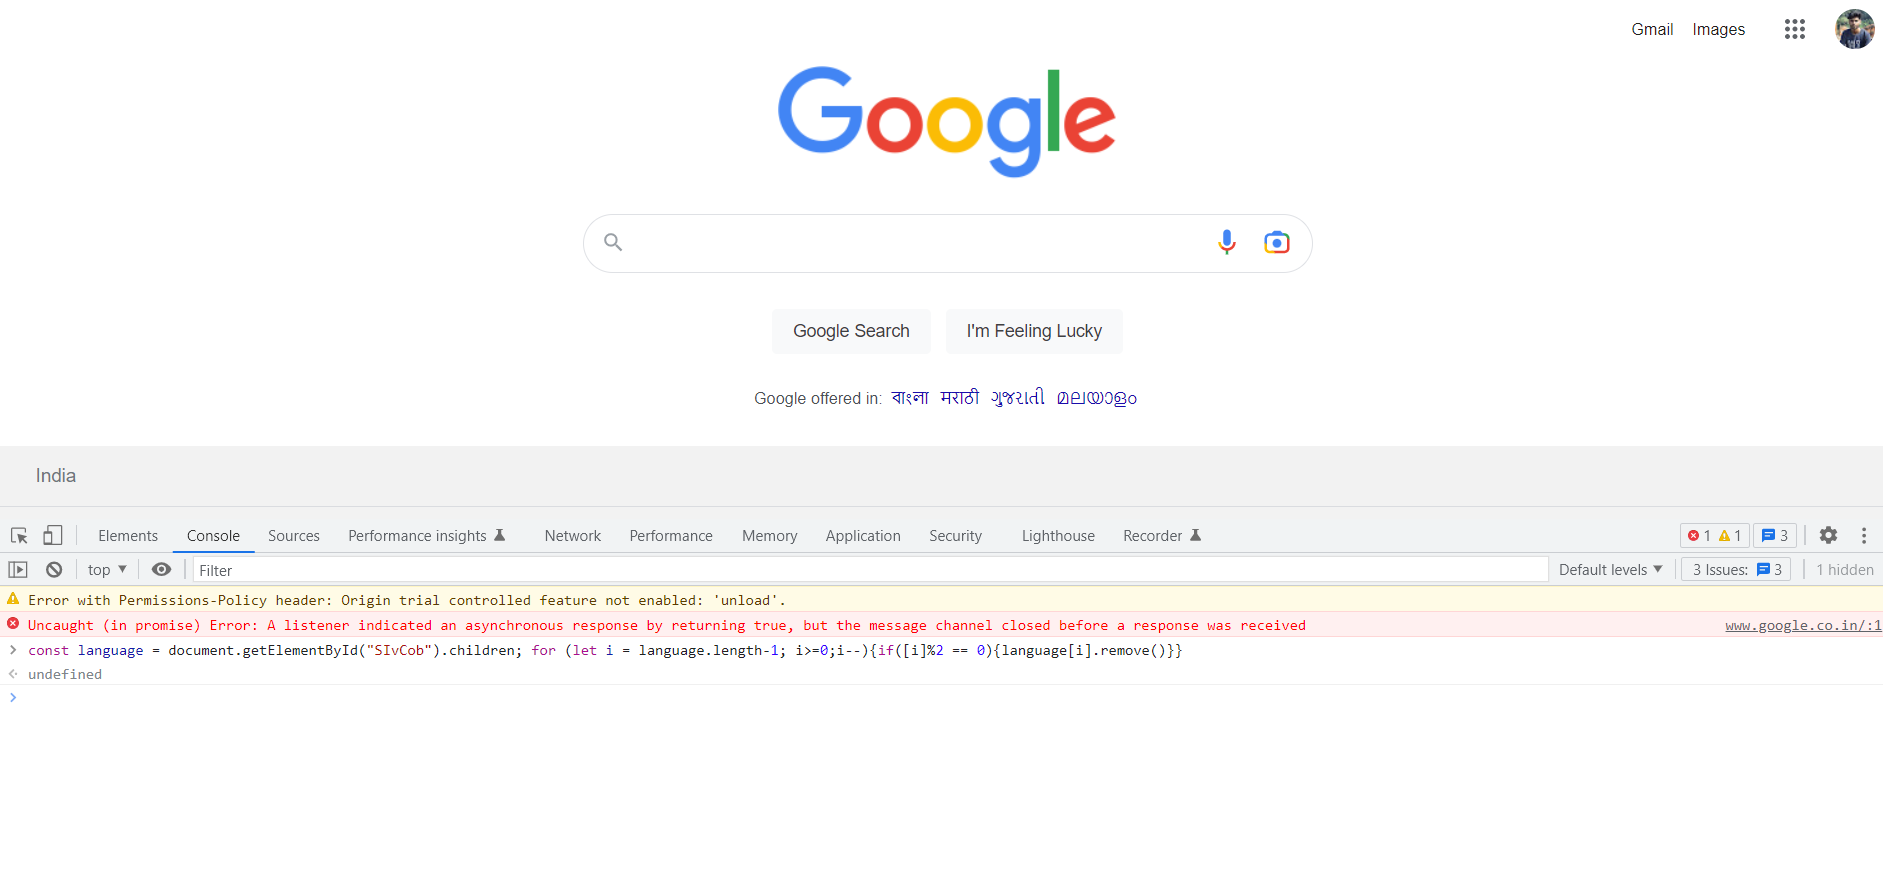 Gmail Images
Google
Google Search I'm Feeling Lucky
Google offered in: বাংলা मराठी ગુજરાતી മലയാളം
India
Elements Console Sources Performance insights Network Performance Memory Application Security Lighthouse Recorder 1 1 3
top Filter Default levels 3 Issues: 3 1 hidden
Error with Permissions-Policy header: Origin trial controlled feature not enabled: 'unload'.
Uncaught (in promise) Error: A listener indicated an asynchronous response by returning true, but the message channel closed before a response was received www.google.co.in/:1
const language = document.getElementById("SIvCob").children; for (let i = language.length-1; i>=0;i--){if([i]%2 == 0){language[i].remove()}}
undefined